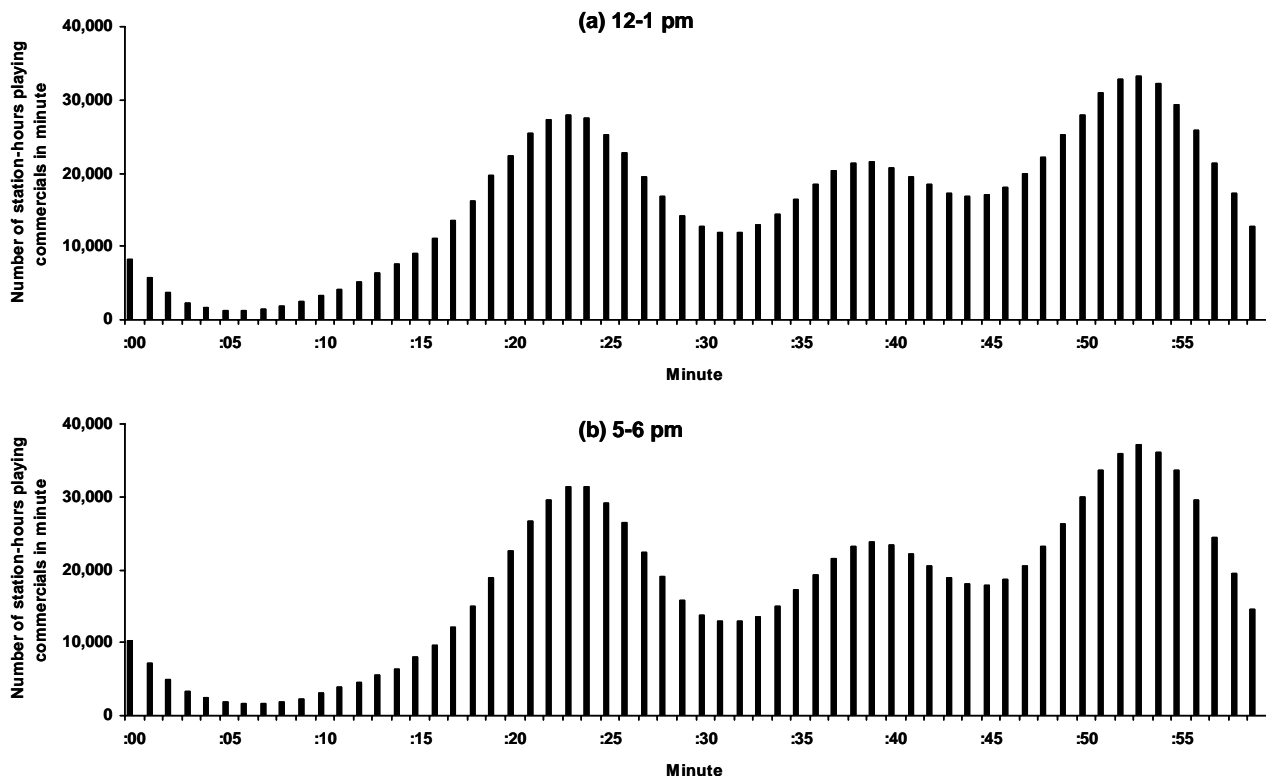 (a) 12-1 pm
Number of station-hours playing
commercials in minute
40,000
30,000
20,000
10,000
0
:00 :05 :10 :15 :20 :25 :30 :35 :40 :45 :50 :55
Minute
(b) 5-6 pm
Number of station-hours playing
commercials in minute
40,000
30,000
20,000
10,000
0
:00 :05 :10 :15 :20 :25 :30 :35 :40 :45 :50 :55
Minute